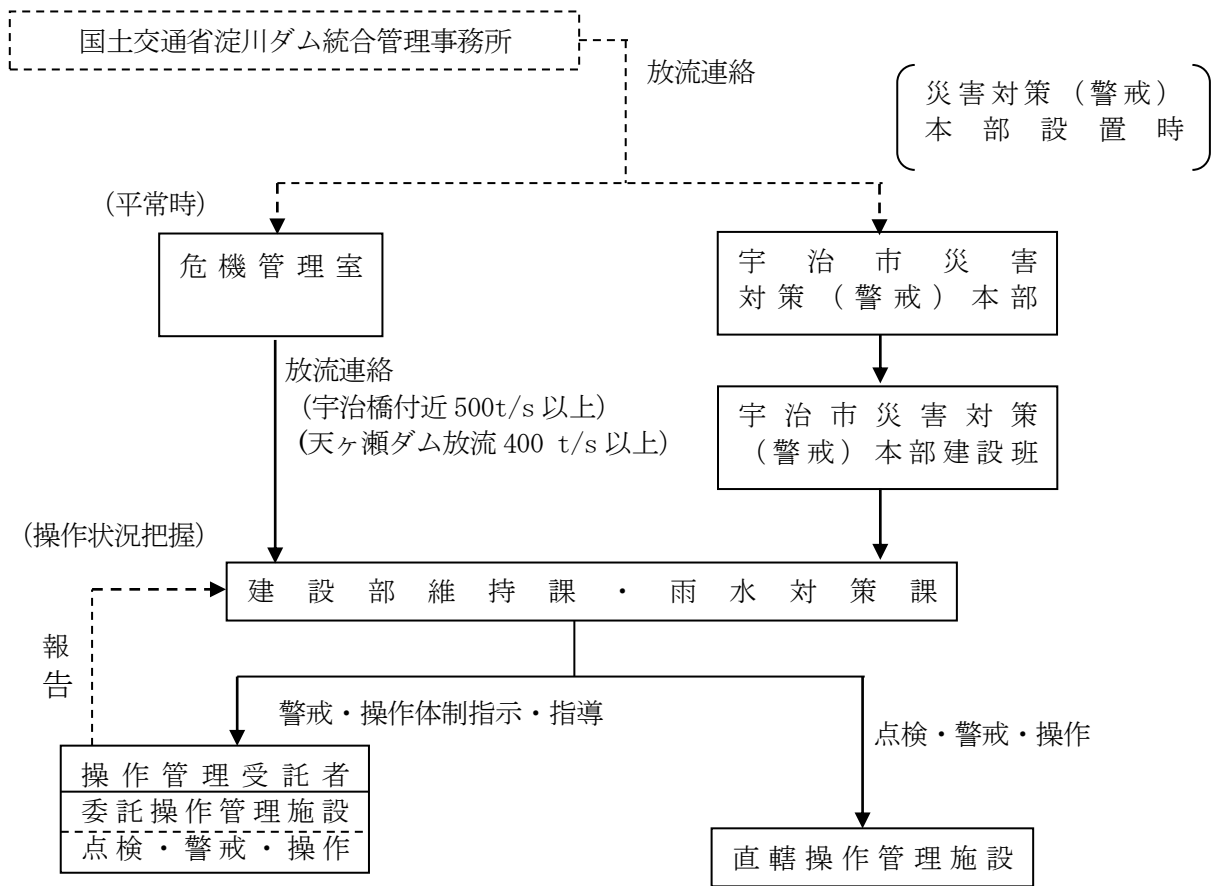 国土交通省淀川ダム統合管理事務所
放流連絡
災害対策（警戒）
本部設置時
(平常時)
危機管理室
宇治市災害
対策（警戒）本部
放流連絡
(宇治橋付近 500t/s 以上)
(天ヶ瀬ダム放流 400 t/s 以上)
宇治市災害対策
（警戒）本部建設班
(操作状況把握)
建設部維持課・雨水対策課
報告
警戒・操作体制指示・指導
点検・警戒・操作
操作管理受託者
委託操作管理施設
点検・警戒・操作
直轄操作管理施設